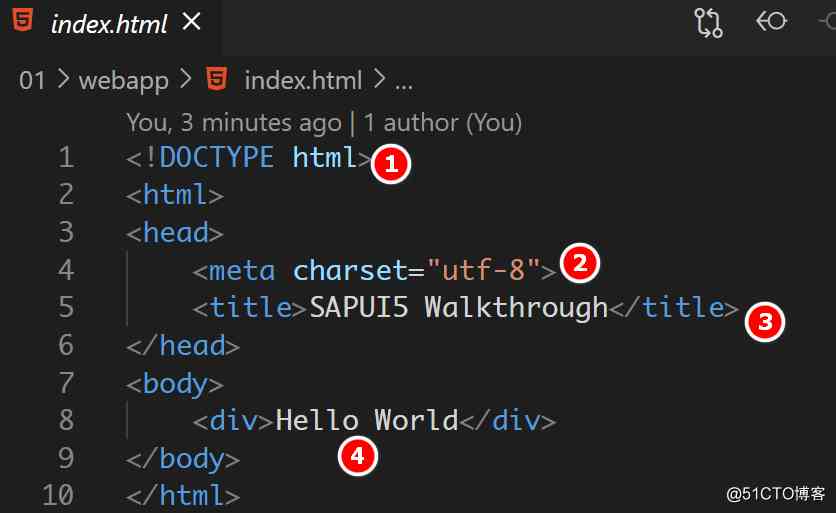 index.html
01 > webapp > index.html > ...
You, 3 minutes ago | 1 author (You)
1 <!DOCTYPE html> 1
2 <html>
3 <head>
4     <meta charset="utf-8"> 2
5     <title>SAPUI5 Walkthrough</title> 3
6 </head>
7 <body>
8     <div>Hello World</div>
4
9 </body>
10 </html>
@51CTO博客